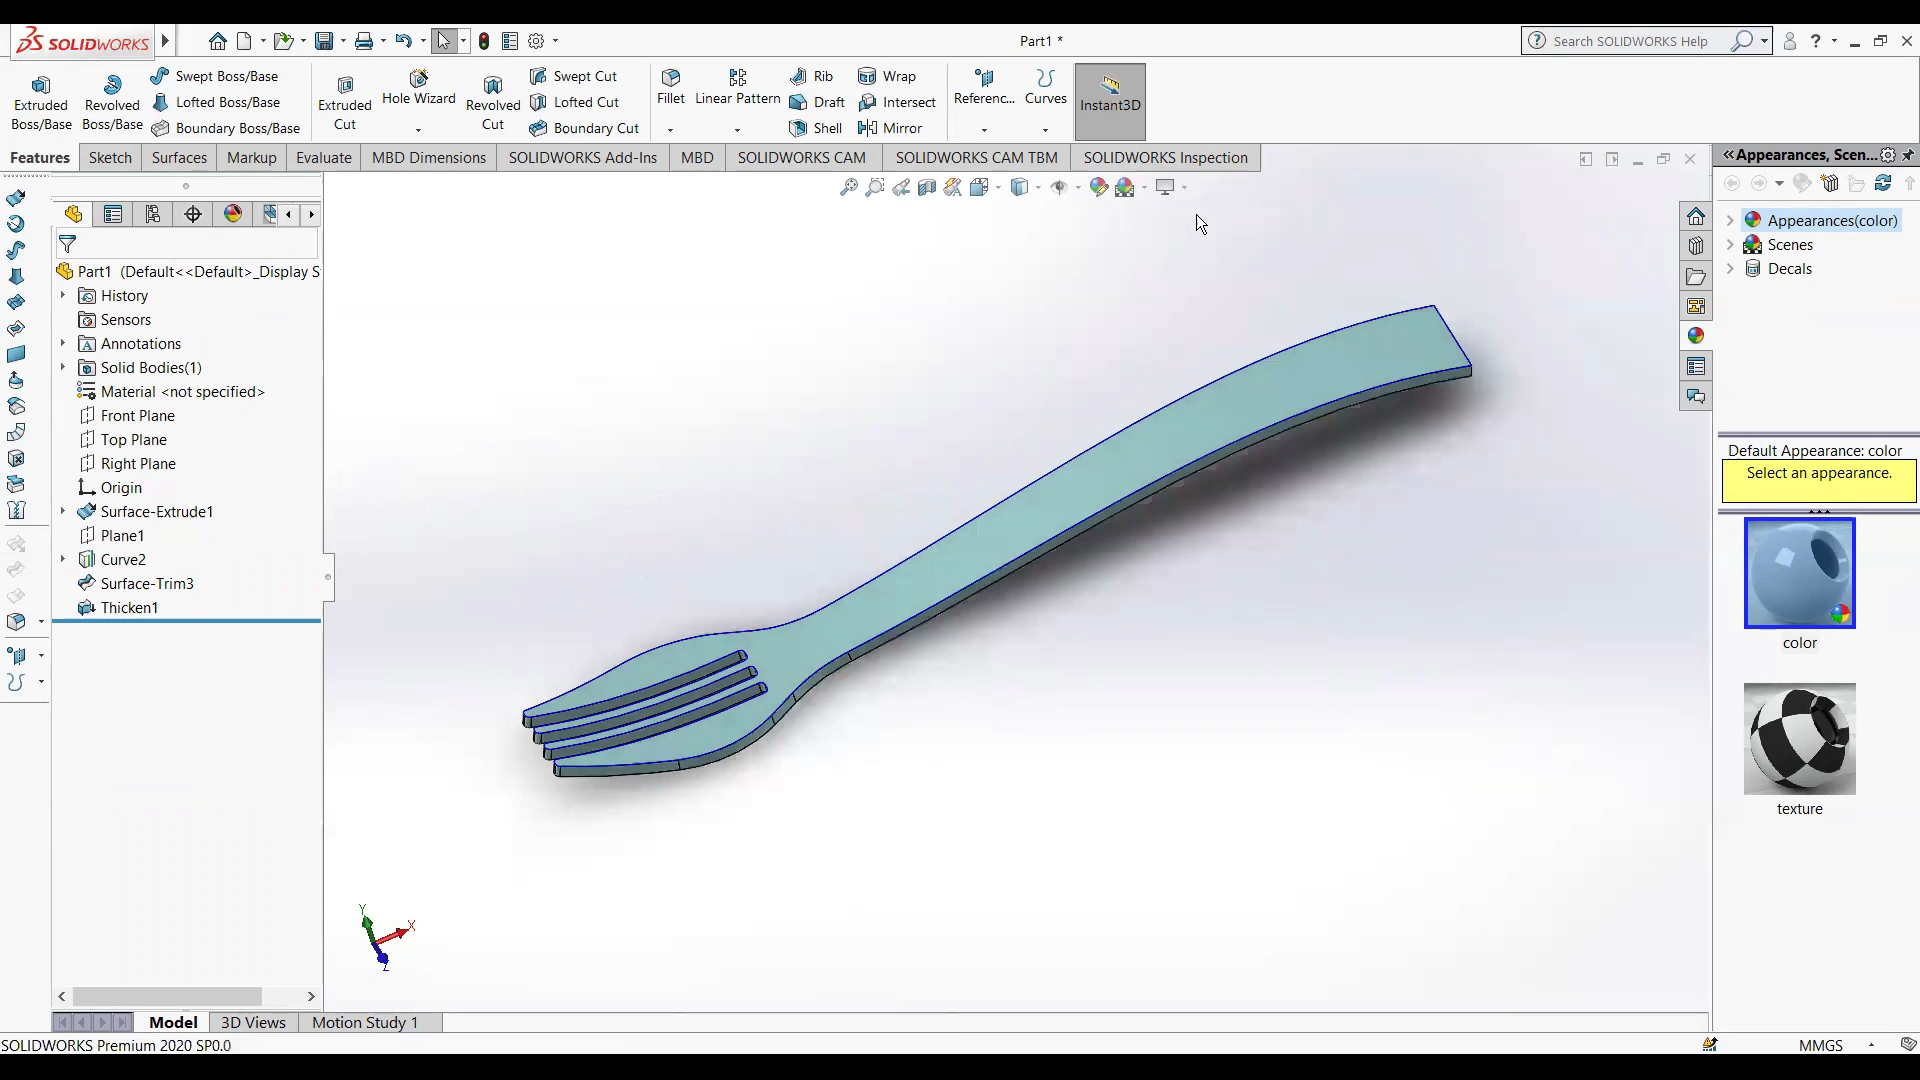 SOLIDWORKS
Part1 *
Search SOLIDWORKS Help
Extruded Boss/Base
Revolved Boss/Base
Swept Boss/Base
Lofted Boss/Base
Boundary Boss/Base
Extruded Cut
Hole Wizard
Revolved Cut
Swept Cut
Lofted Cut
Boundary Cut
Fillet
Linear Pattern
Rib
Draft
Shell
Wrap
Intersect
Mirror
Referenc...
Curves
Instant3D
Features
Sketch
Surfaces
Markup
Evaluate
MBD Dimensions
SOLIDWORKS Add-Ins
MBD
SOLIDWORKS CAM
SOLIDWORKS CAM TBM
SOLIDWORKS Inspection
Part1 (Default<<Default>_Display S
History
Sensors
Annotations
Solid Bodies(1)
Material <not specified>
Front Plane
Top Plane
Right Plane
Origin
Surface-Extrude1
Plane1
Curve2
Surface-Trim3
Thicken1
Y
X
Z
Appearances, Scen...
Appearances(color)
Scenes
Decals
Default Appearance: color
Select an appearance.
color
texture
Model
3D Views
Motion Study 1
SOLIDWORKS Premium 2020 SP0.0
MMGS